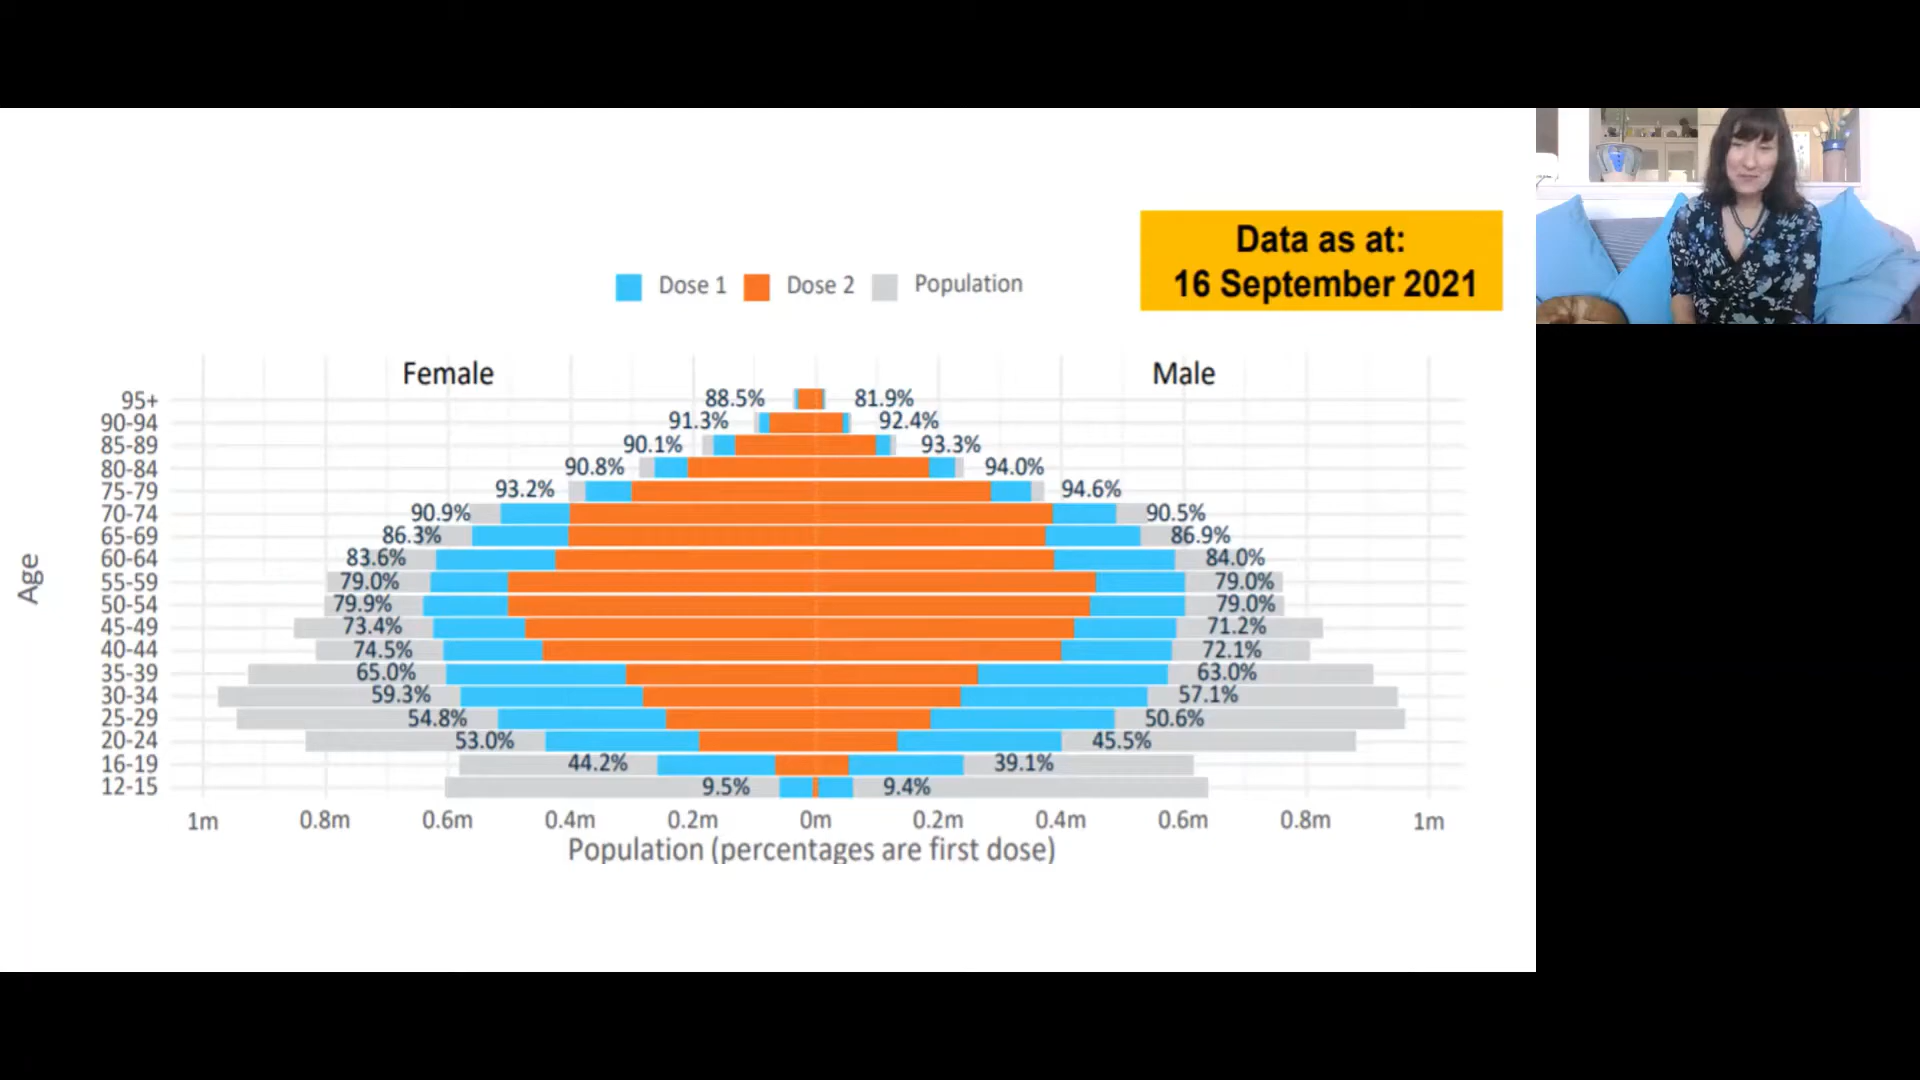 Data as at:
16 September 2021
Dose 1 Dose 2 Population
Female Male
95+ 88.5% 81.9%
90-94 91.3% 92.4%
85-89 90.1% 93.3%
80-84 90.8% 94.0%
75-79 93.2% 94.6%
70-74 90.9% 90.5%
65-69 86.3% 86.9%
60-64 83.6% 84.0%
55-59 79.0% 79.0%
50-54 79.9% 79.0%
45-49 73.4% 71.2%
40-44 74.5% 72.1%
35-39 65.0% 63.0%
30-34 59.3% 57.1%
25-29 54.8% 50.6%
20-24 53.0% 45.5%
16-19 44.2% 39.1%
12-15 9.5% 9.4%
Age
1m 0.8m 0.6m 0.4m 0.2m 0m 0.2m 0.4m 0.6m 0.8m 1m
Population (percentages are first dose)